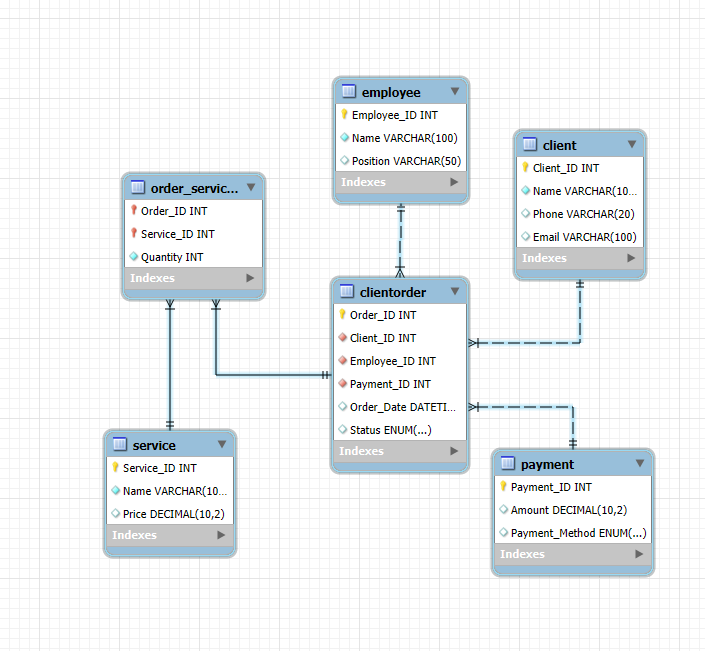 employee
Employee_ID INT
Name VARCHAR(100)
Position VARCHAR(50)
Indexes
client
Client_ID INT
Name VARCHAR(10...
Phone VARCHAR(20)
Email VARCHAR(100)
Indexes
order_servic...
Order_ID INT
Service_ID INT
Quantity INT
Indexes
clientorder
Order_ID INT
Client_ID INT
Employee_ID INT
Payment_ID INT
Order_Date DATETI...
Status ENUM(...)
Indexes
service
Service_ID INT
Name VARCHAR(10...
Price DECIMAL(10,2)
Indexes
payment
Payment_ID INT
Amount DECIMAL(10,2)
Payment_Method ENUM(...)
Indexes